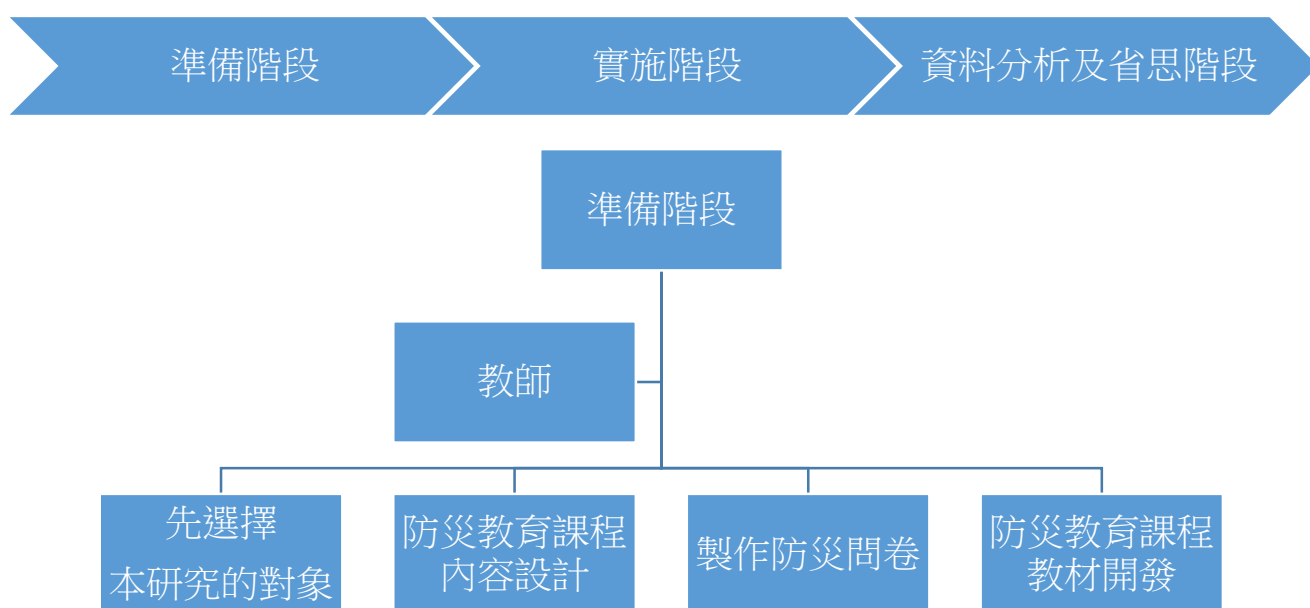 準備階段
實施階段
資料分析及省思階段
準備階段
教師
先選擇
本研究的對象
防災教育課程
內容設計
製作防災問卷
防災教育課程
教材開發